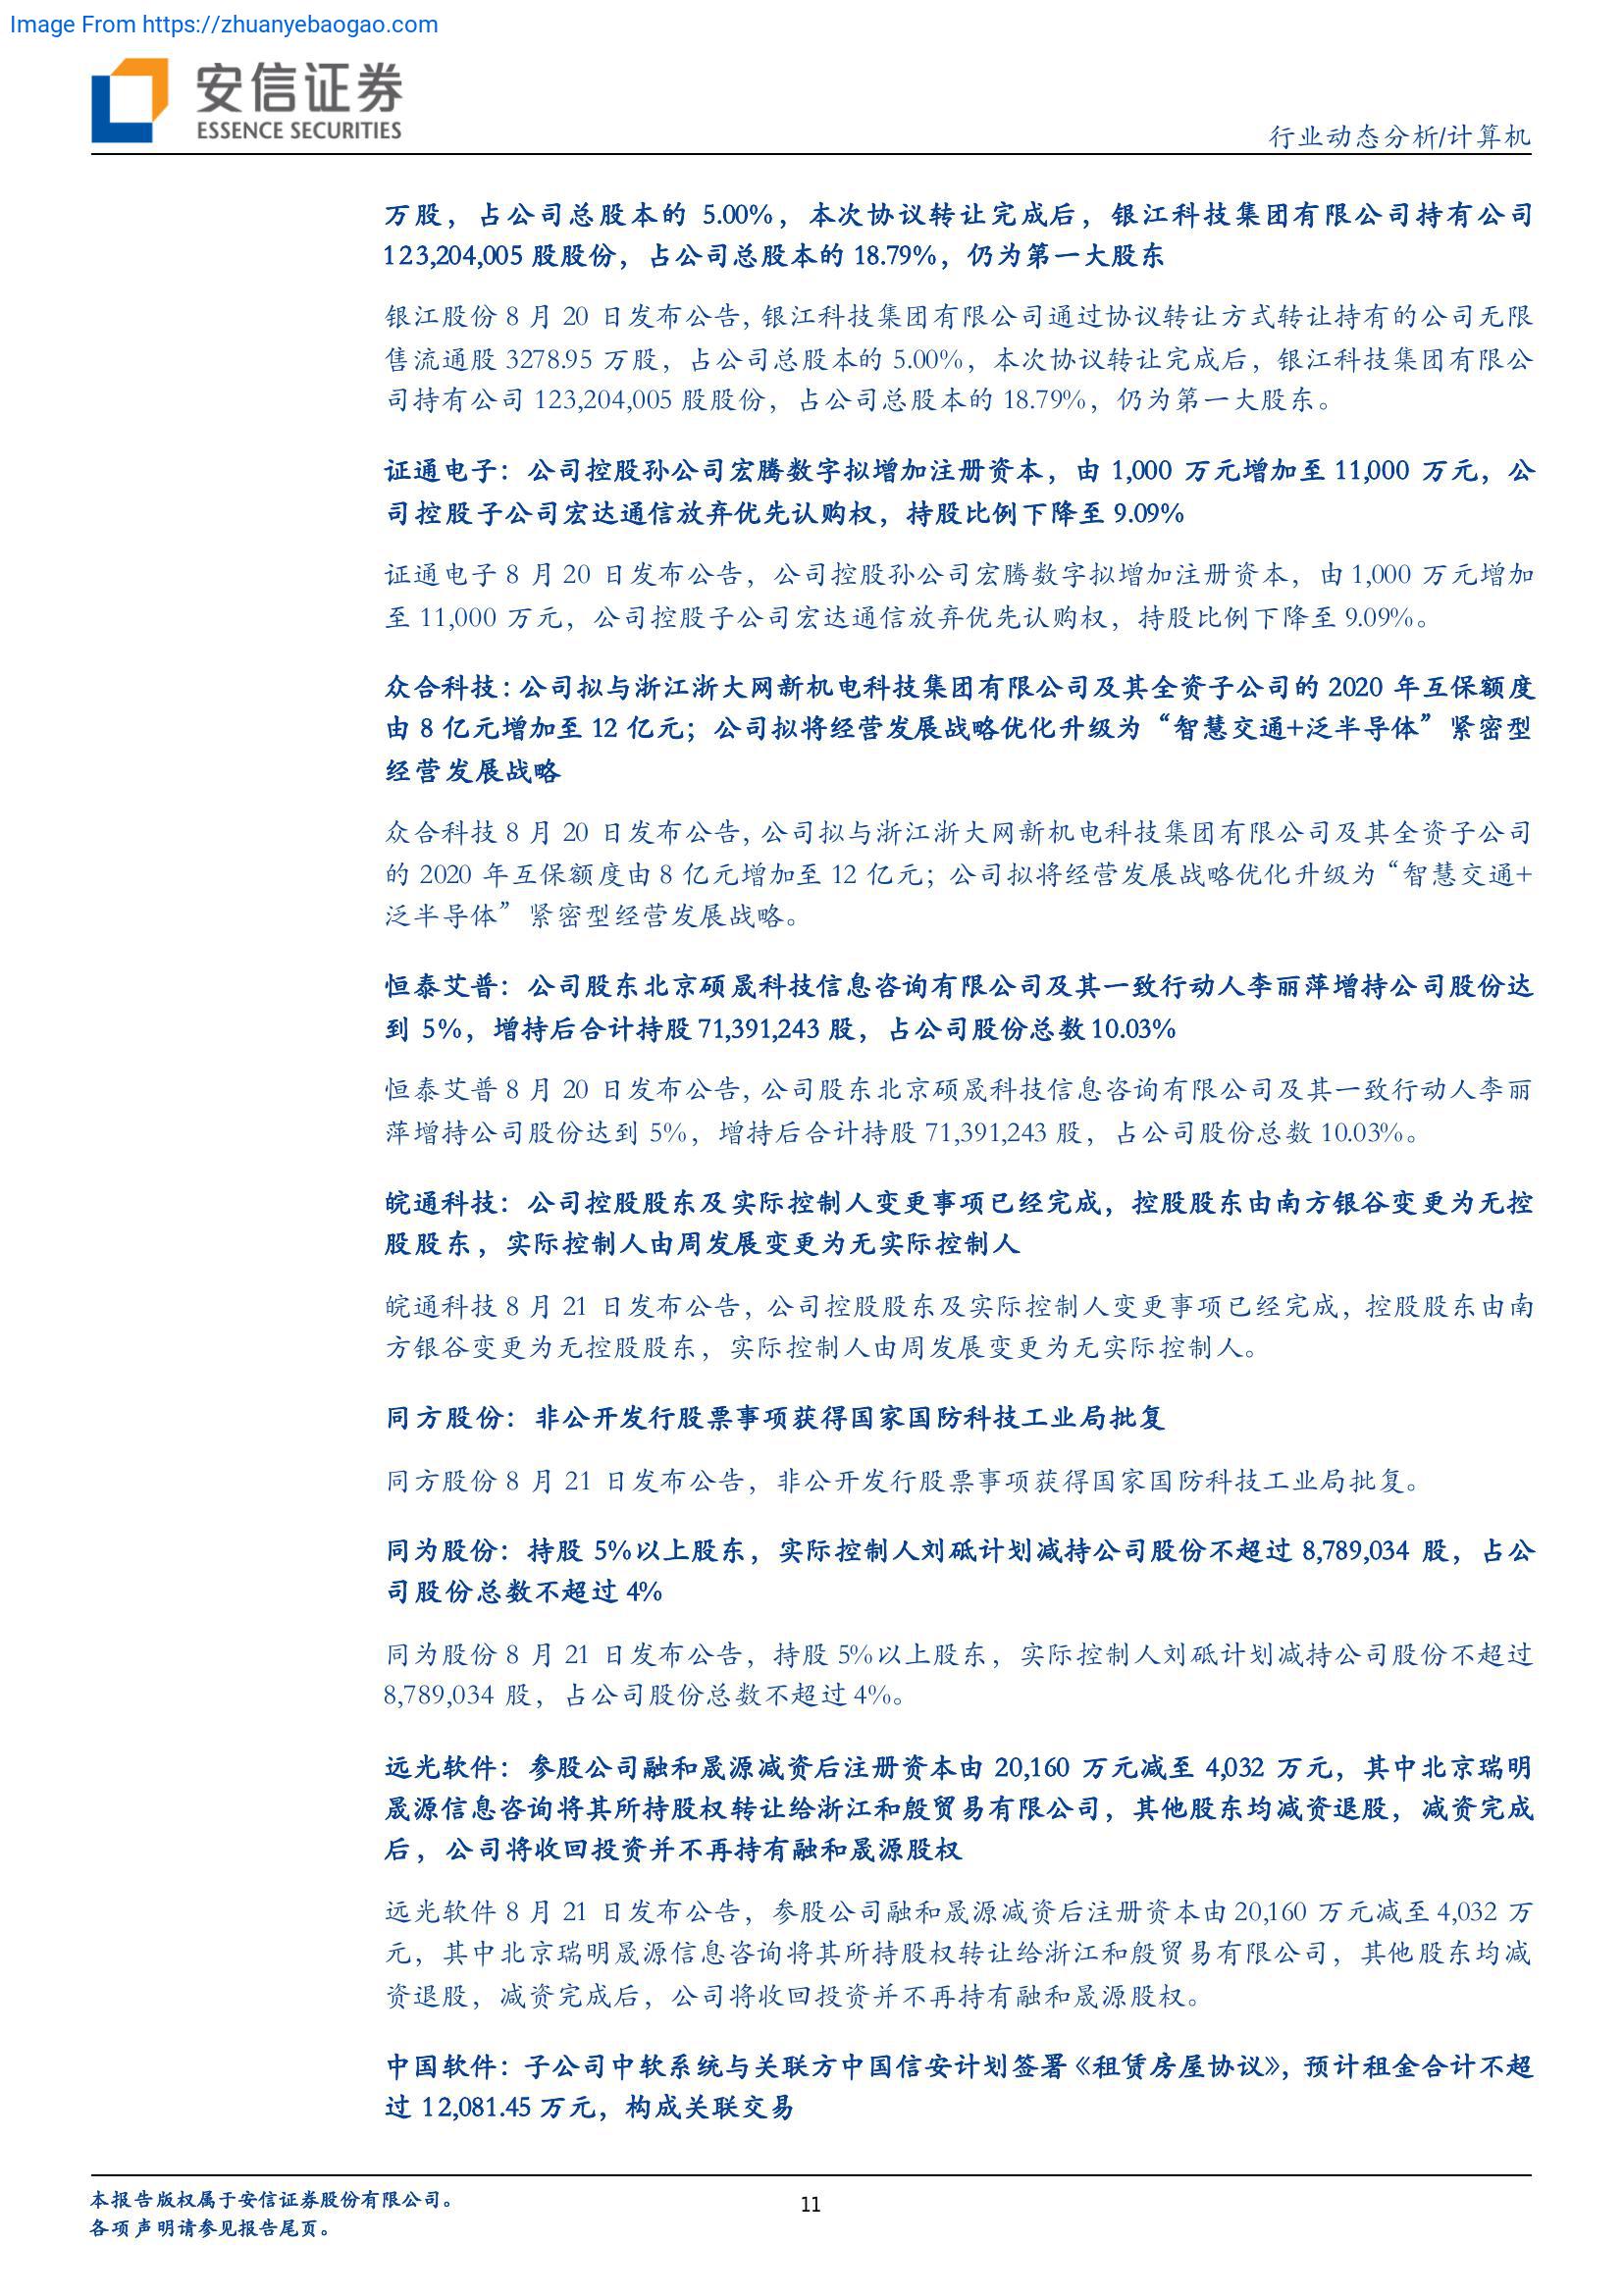 Image From https://zhuanyebaogao.com
安信证券
ESSENCE SECURITIES
行业动态分析/计算机
万股，占公司总股本的 5.00%，本次协议转让完成后，银江科技集团有限公司持有公司
123,204,005 股股份，占公司总股本的 18.79%，仍为第一大股东
银江股份 8 月 20 日发布公告，银江科技集团有限公司通过协议转让方式转让持有的公司无限
售流通股 3278.95 万股，占公司总股本的 5.00%，本次协议转让完成后，银江科技集团有限公
司持有公司 123,204,005 股股份，占公司总股本的 18.79%，仍为第一大股东。
证通电子：公司控股孙公司宏腾数字拟增加注册资本，由 1,000 万元增加至 11,000 万元，公
司控股子公司宏达通信放弃优先认购权，持股比例下降至 9.09%
证通电子 8 月 20 日发布公告，公司控股孙公司宏腾数字拟增加注册资本，由 1,000 万元增加
至 11,000 万元，公司控股子公司宏达通信放弃优先认购权，持股比例下降至 9.09%。
众合科技：公司拟与浙江浙大网新机电科技集团有限公司及其全资子公司的 2020 年互保额度
由 8 亿元增加至 12 亿元；公司拟将经营发展战略优化升级为“智慧交通+泛半导体”紧密型
经营发展战略
众合科技 8 月 20 日发布公告，公司拟与浙江浙大网新机电科技集团有限公司及其全资子公司
的 2020 年互保额度由 8 亿元增加至 12 亿元；公司拟将经营发展战略优化升级为“智慧交通+
泛半导体”紧密型经营发展战略。
恒泰艾普：公司股东北京硕晟科技信息咨询有限公司及其一致行动人李丽萍增持公司股份达
到 5%，增持后合计持股 71,391,243 股，占公司股份总数 10.03%
恒泰艾普 8 月 20 日发布公告，公司股东北京硕晟科技信息咨询有限公司及其一致行动人李丽
萍增持公司股份达到 5%，增持后合计持股 71,391,243 股，占公司股份总数 10.03%。
皖通科技：公司控股股东及实际控制人变更事项已经完成，控股股东由南方银谷变更为无控
股股东，实际控制人由周发展变更为无实际控制人
皖通科技 8 月 21 日发布公告，公司控股股东及实际控制人变更事项已经完成，控股股东由南
方银谷变更为无控股股东，实际控制人由周发展变更为无实际控制人。
同方股份：非公开发行股票事项获得国家国防科技工业局批复
同方股份 8 月 21 日发布公告，非公开发行股票事项获得国家国防科技工业局批复。
同为股份：持股 5%以上股东，实际控制人刘砥计划减持公司股份不超过 8,789,034 股，占公
司股份总数不超过 4%
同为股份 8 月 21 日发布公告，持股 5%以上股东，实际控制人刘砥计划减持公司股份不超过
8,789,034 股，占公司股份总数不超过 4%。
远光软件：参股公司融和晟源减资后注册资本由 20,160 万元减至 4,032 万元，其中北京瑞明
晟源信息咨询将其所持股权转让给浙江和殷贸易有限公司，其他股东均减资退股，减资完成
后，公司将收回投资并不再持有融和晟源股权
远光软件 8 月 21 日发布公告，参股公司融和晟源减资后注册资本由 20,160 万元减至 4,032 万
元，其中北京瑞明晟源信息咨询将其所持股权转让给浙江和殷贸易有限公司，其他股东均减
资退股，减资完成后，公司将收回投资并不再持有融和晟源股权。
中国软件：子公司中软系统与关联方中国信安计划签署《租赁房屋协议》，预计租金合计不超
过 12,081.45 万元，构成关联交易
本报告版权属于安信证券股份有限公司。
各项声明请参见报告尾页。
11